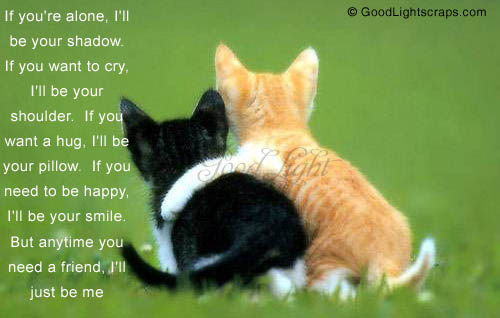 © GoodLightscraps.com
If you're alone, I'll
be your shadow.
If you want to cry,
I'll be your
shoulder. If you
want a hug, I'll be
your pillow. If you
need to be happy,
I'll be your smile.
But anytime you
need a friend, I'll
just be me
Good Light